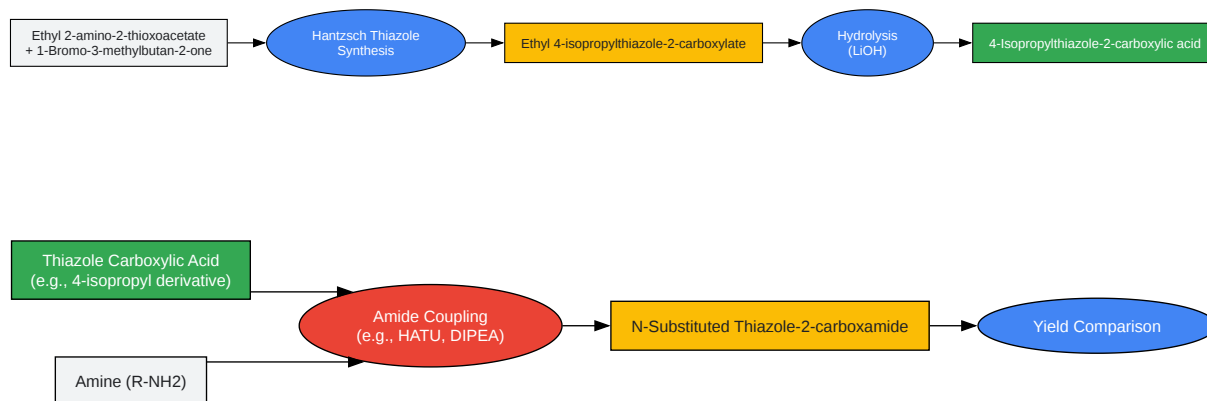 Ethyl 2-amino-2-thioxoacetate
+ 1-Bromo-3-methylbutan-2-one
Hantzsch Thiazole
Synthesis
Ethyl 4-isopropylthiazole-2-carboxylate
Hydrolysis
(LiOH)
4-Isopropylthiazole-2-carboxylic acid
Thiazole Carboxylic Acid
(e.g., 4-isopropyl derivative)
Amide Coupling
(e.g., HATU, DIPEA)
N-Substituted Thiazole-2-carboxamide
Yield Comparison
Amine (R-NH2)